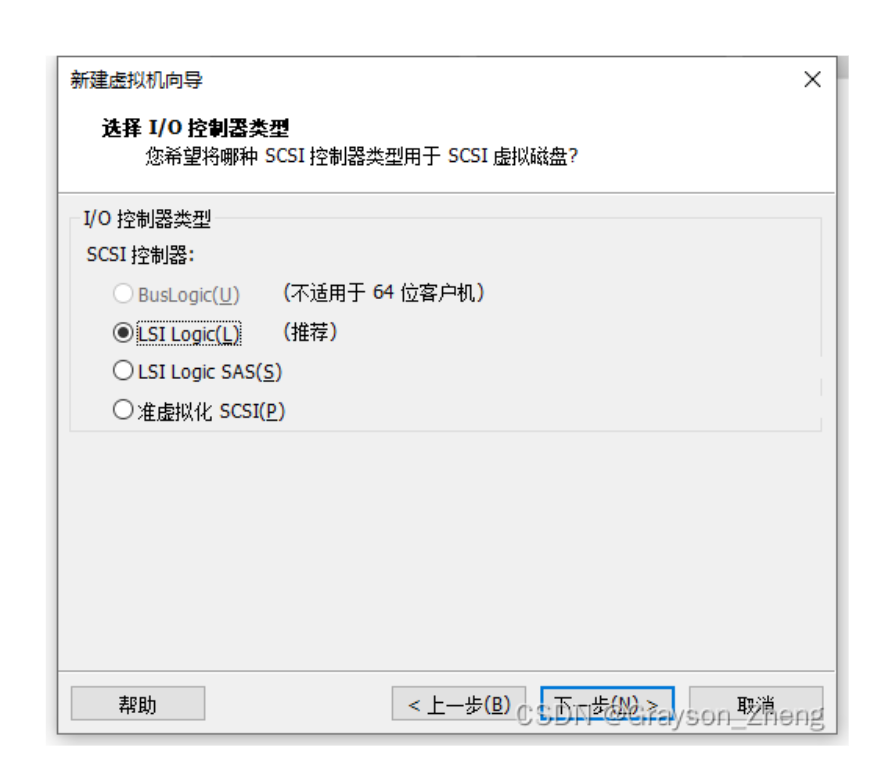 新建虚拟机向导
选择 I/O 控制器类型
您希望将哪种 SCSI 控制器类型用于 SCSI 虚拟磁盘?
I/O 控制器类型
SCSI 控制器:
BusLogic(U) (不适用于 64 位客户机)
LSI Logic(L) (推荐)
LSI Logic SAS(S)
准虚拟化 SCSI(P)
帮助 < 上一步(B) 下一步(N) > 取消
CSDN @Grayson_Zheng